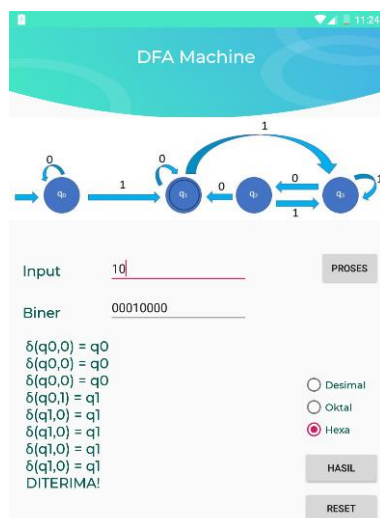 11:24
DFA Machine
1
0 0 0 0 1
q₀ 1 q₁ q₂ 1 q₃
Input 10 PROSES
Biner 00010000
δ(q0,0) = q0
δ(q0,0) = q0
δ(q0,0) = q0
δ(q0,1) = q1
δ(q1,0) = q1
δ(q1,0) = q1
δ(q1,0) = q1
δ(q1,0) = q1
DITERIMA!
Desimal
Oktal
Hexa
HASIL
RESET